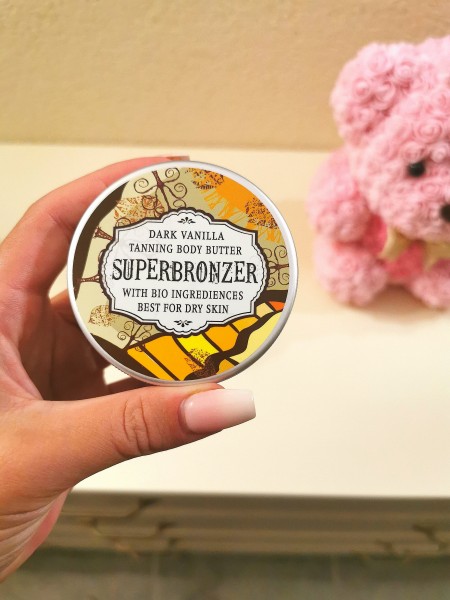 DARK VANILLA
TANNING BODY BUTTER
SUPERBRONZER
WITH BIO INGREDIENCES
BEST FOR DRY SKIN